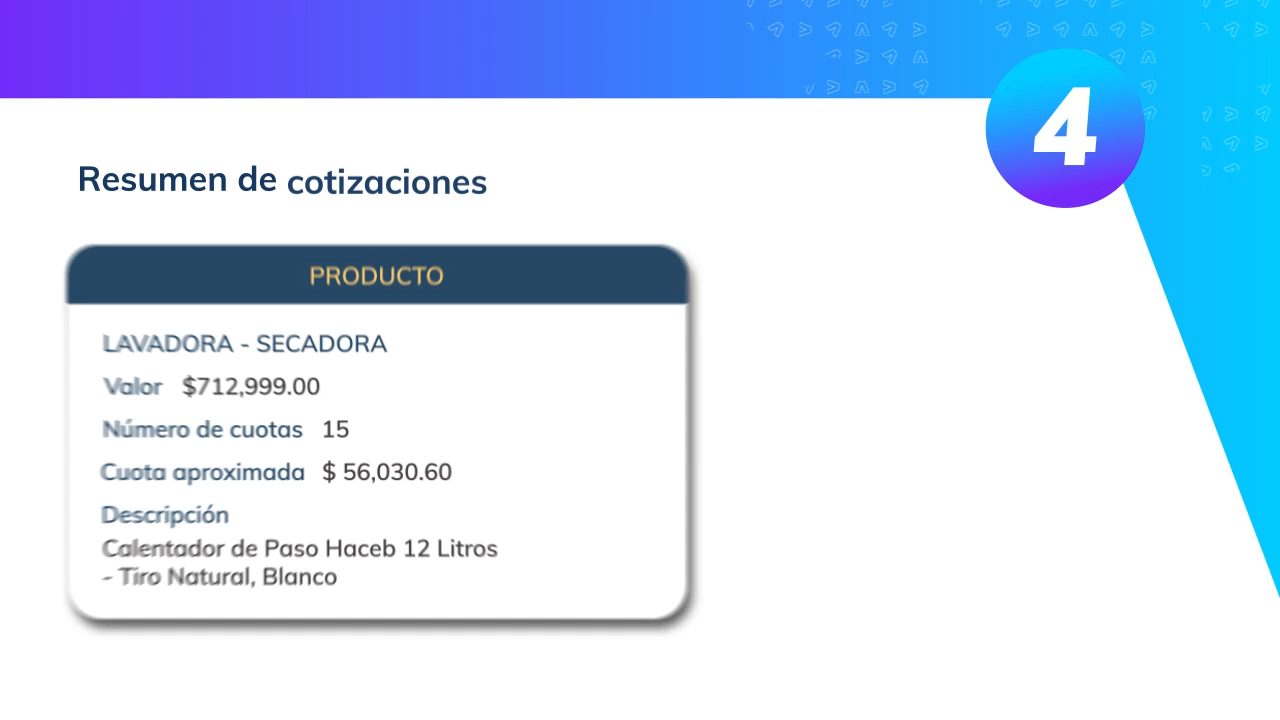 4
Resumen de cotizaciones
PRODUCTO
LAVADORA - SECADORA
Valor $712,999.00
Número de cuotas 15
Cuota aproximada $ 56,030.60
Descripción
Calentador de Paso Haceb 12 Litros
- Tiro Natural, Blanco